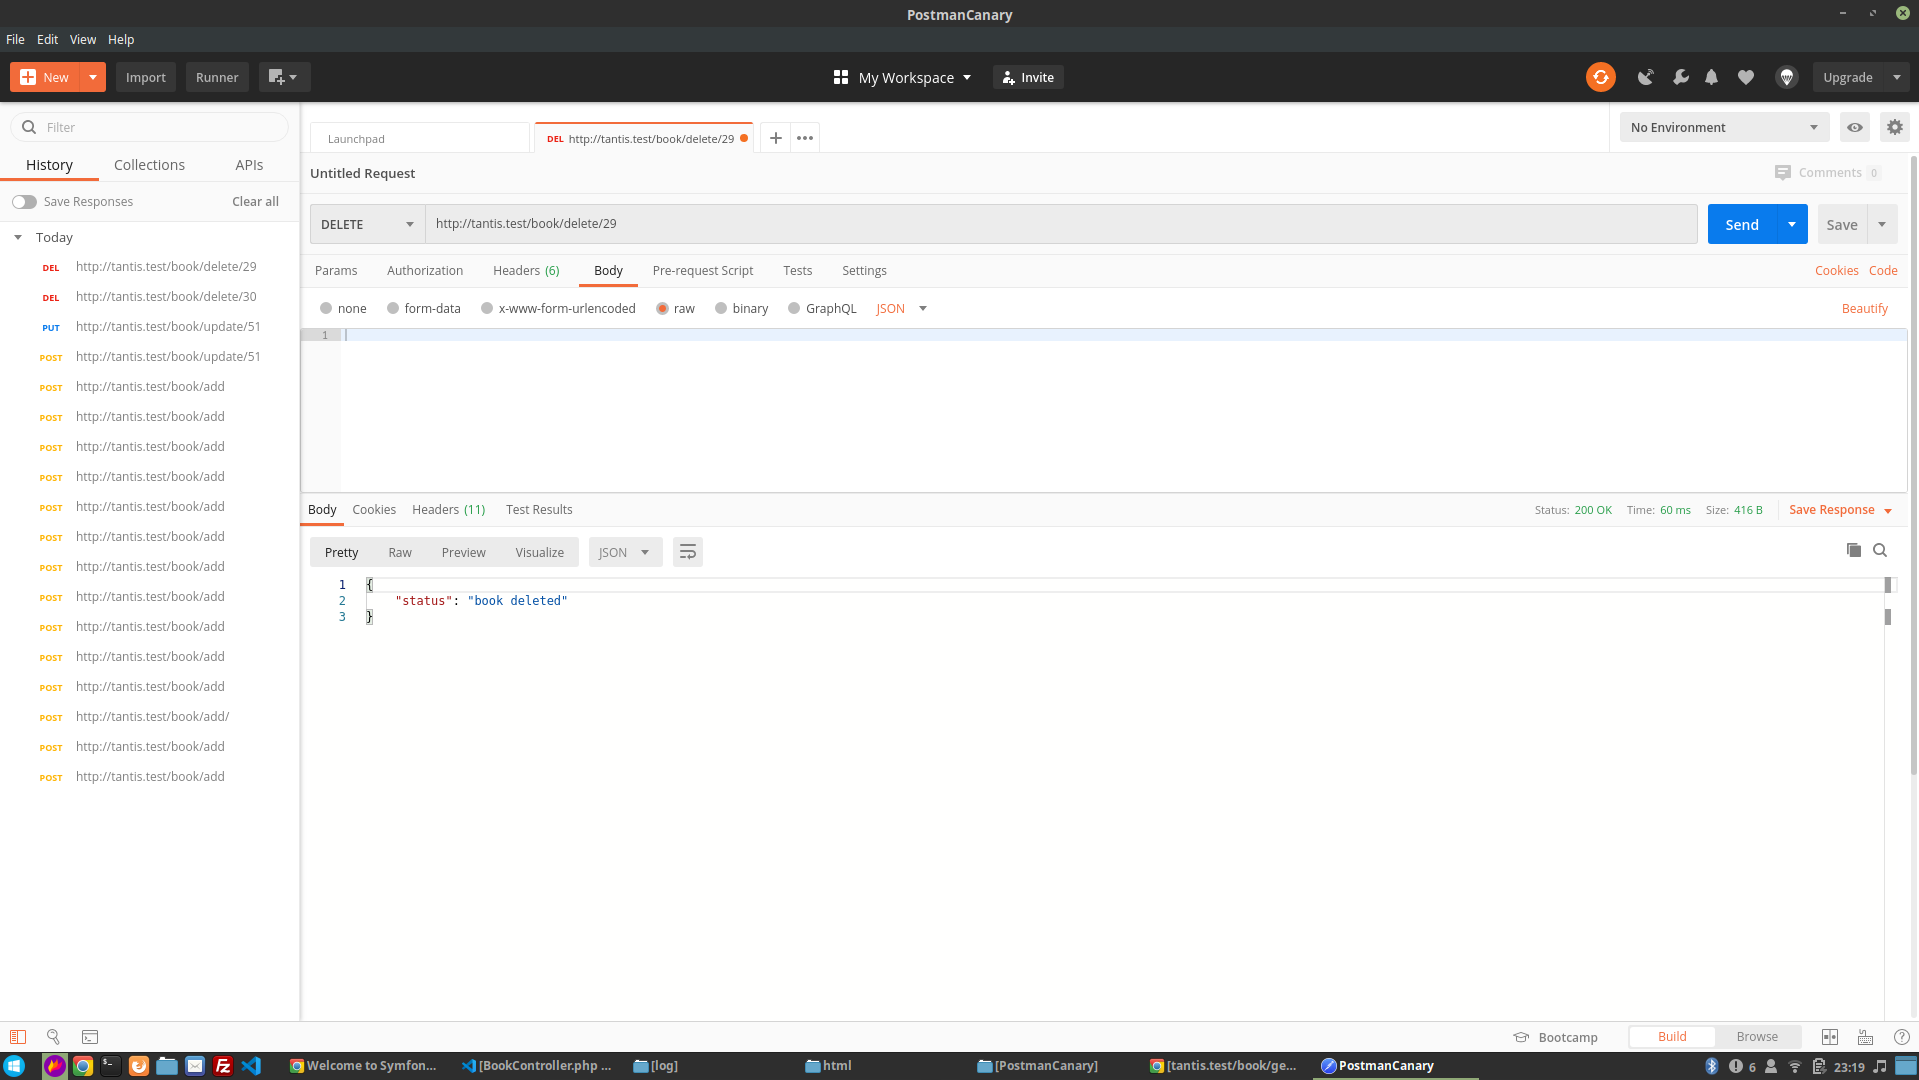 PostmanCanary
File Edit View Help
New Import Runner My Workspace Invite Upgrade
Filter
History Collections APIs
Save Responses Clear all
Today
DEL http://tantis.test/book/delete/29
DEL http://tantis.test/book/delete/30
PUT http://tantis.test/book/update/51
POST http://tantis.test/book/update/51
POST http://tantis.test/book/add
POST http://tantis.test/book/add
POST http://tantis.test/book/add
POST http://tantis.test/book/add
POST http://tantis.test/book/add
POST http://tantis.test/book/add
POST http://tantis.test/book/add
POST http://tantis.test/book/add
POST http://tantis.test/book/add
POST http://tantis.test/book/add
POST http://tantis.test/book/add
POST http://tantis.test/book/add/
POST http://tantis.test/book/add
POST http://tantis.test/book/add
Launchpad DEL http://tantis.test/book/delete/29 No Environment
Untitled Request Comments 0
DELETE http://tantis.test/book/delete/29 Send Save
Params Authorization Headers (6) Body Pre-request Script Tests Settings Cookies Code
none form-data x-www-form-urlencoded raw binary GraphQL JSON Beautify
1
Body Cookies Headers (11) Test Results Status: 200 OK Time: 60 ms Size: 416 B Save Response
Pretty Raw Preview Visualize JSON
1 {
2 "status": "book deleted"
3 }
Bootcamp Build Browse
Welcome to Symfon... [BookController.php ... [log] html [PostmanCanary] [tantis.test/book/ge... PostmanCanary 6 23:19